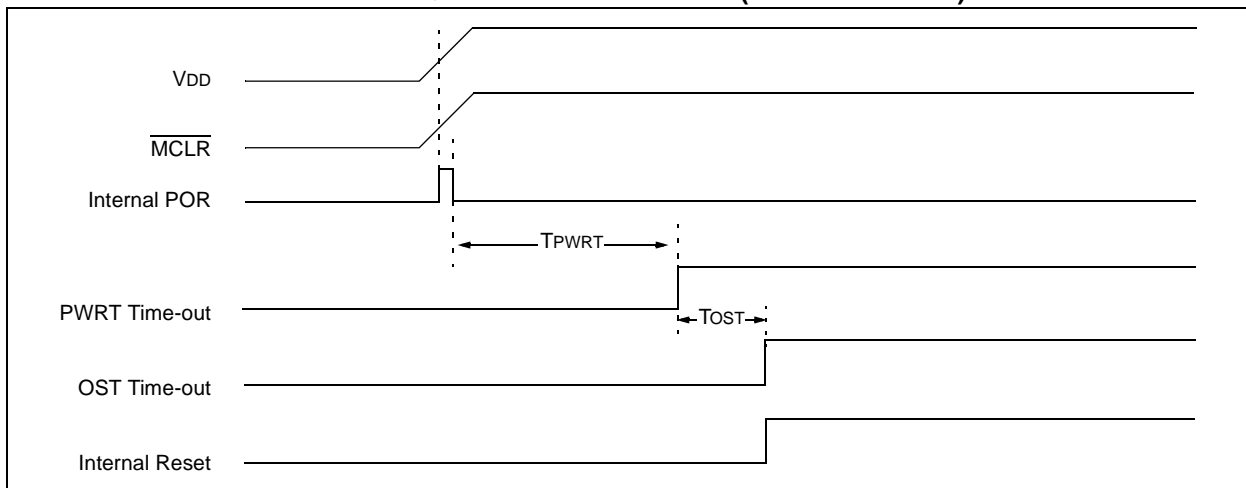 VDD
MCLR
Internal POR
TPWRT
PWRT Time-out
TOST
OST Time-out
Internal Reset